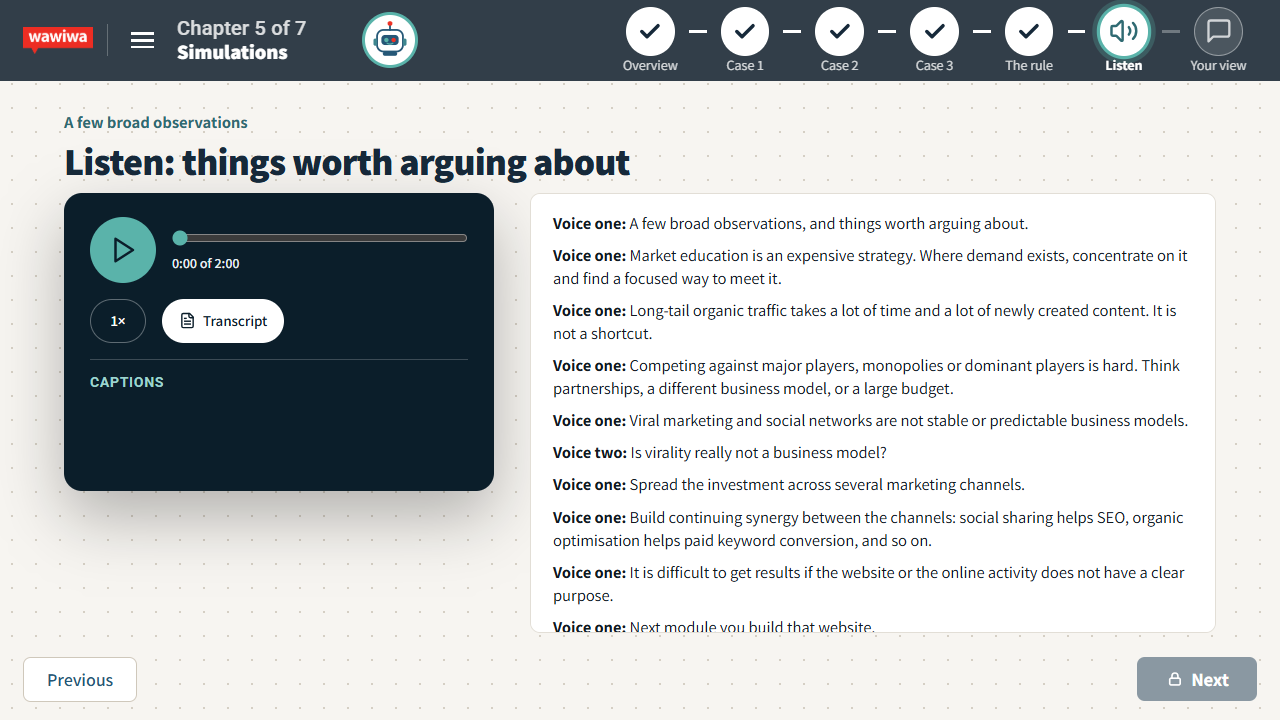 wawiwa
Chapter 5 of 7
Simulations
Overview
Case 1
Case 2
Case 3
The rule
Listen
Your view
A few broad observations
Listen: things worth arguing about
0:00 of 2:00
1×
Transcript
CAPTIONS
Voice one: A few broad observations, and things worth arguing about.
Voice one: Market education is an expensive strategy. Where demand exists, concentrate on it
and find a focused way to meet it.
Voice one: Long-tail organic traffic takes a lot of time and a lot of newly created content. It is
not a shortcut.
Voice one: Competing against major players, monopolies or dominant players is hard. Think
partnerships, a different business model, or a large budget.
Voice one: Viral marketing and social networks are not stable or predictable business models.
Voice two: Is virality really not a business model?
Voice one: Spread the investment across several marketing channels.
Voice one: Build continuing synergy between the channels: social sharing helps SEO, organic
optimisation helps paid keyword conversion, and so on.
Voice one: It is difficult to get results if the website or the online activity does not have a clear
purpose.
Voice one: Next module you build that website.
Previous
Next